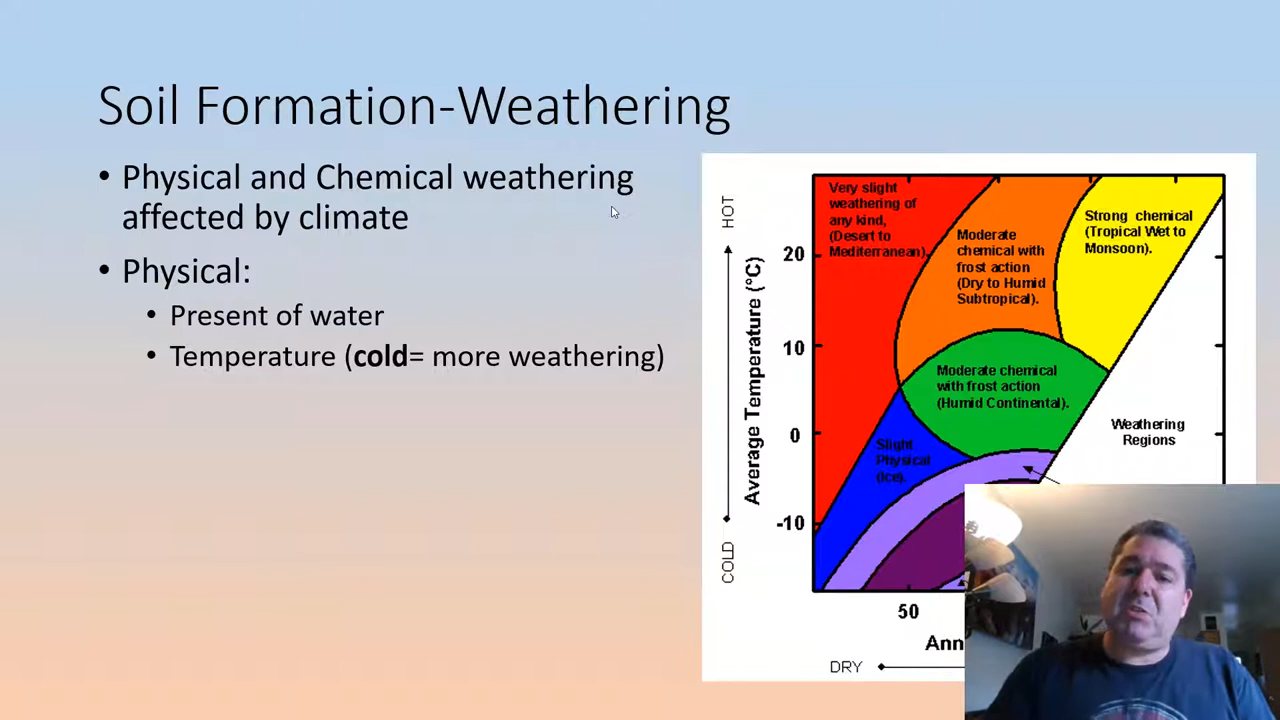 Soil Formation-Weathering
• Physical and Chemical weathering
affected by climate
• Physical:
• Present of water
• Temperature (cold= more weathering)
HOT
COLD
Average Temperature (°C)
20
10
0
-10
Very slight
weathering of
any kind,
(Desert to
Mediterranean).
Moderate
chemical with
frost action
(Dry to Humid
Subtropical).
Strong chemical
(Tropical Wet to
Monsoon).
Moderate chemical
with frost action
(Humid Continental).
Slight
Physical
(Ice).
Weathering
Regions
50
Ann
DRY